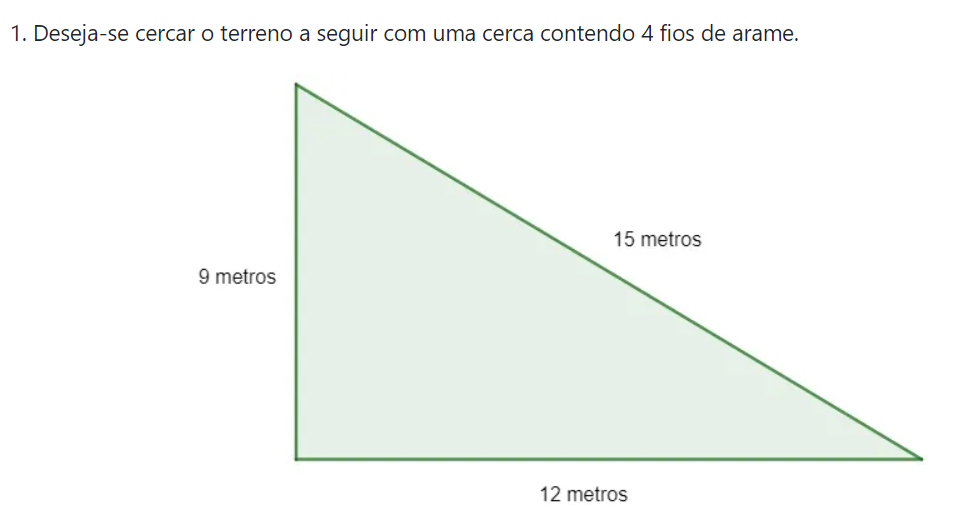 1. Deseja-se cercar o terreno a seguir com uma cerca contendo 4 fios de arame.
15 metros
9 metros
12 metros